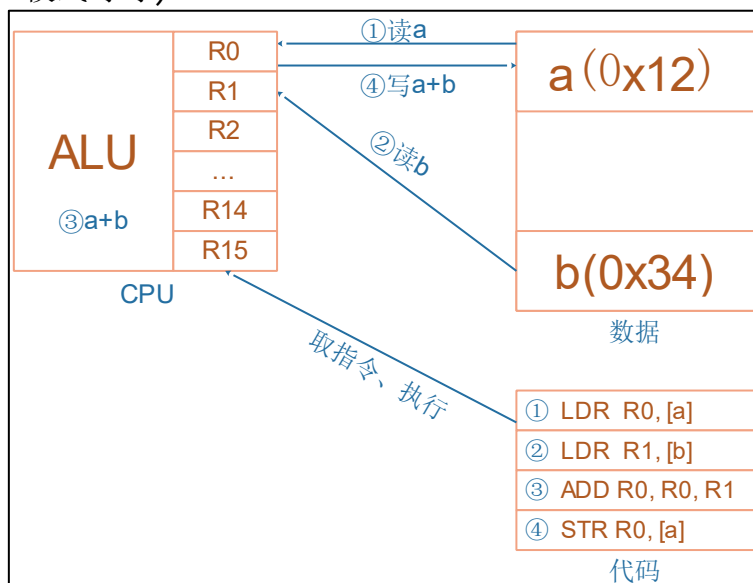 ①读a
R0
④写a+b
a(0x12)
R1
R2
②读b
ALU
...
③a+b
R14
R15
b(0x34)
CPU
数据
取指令、执行
① LDR R0, [a]
② LDR R1, [b]
③ ADD R0, R0, R1
④ STR R0, [a]
代码